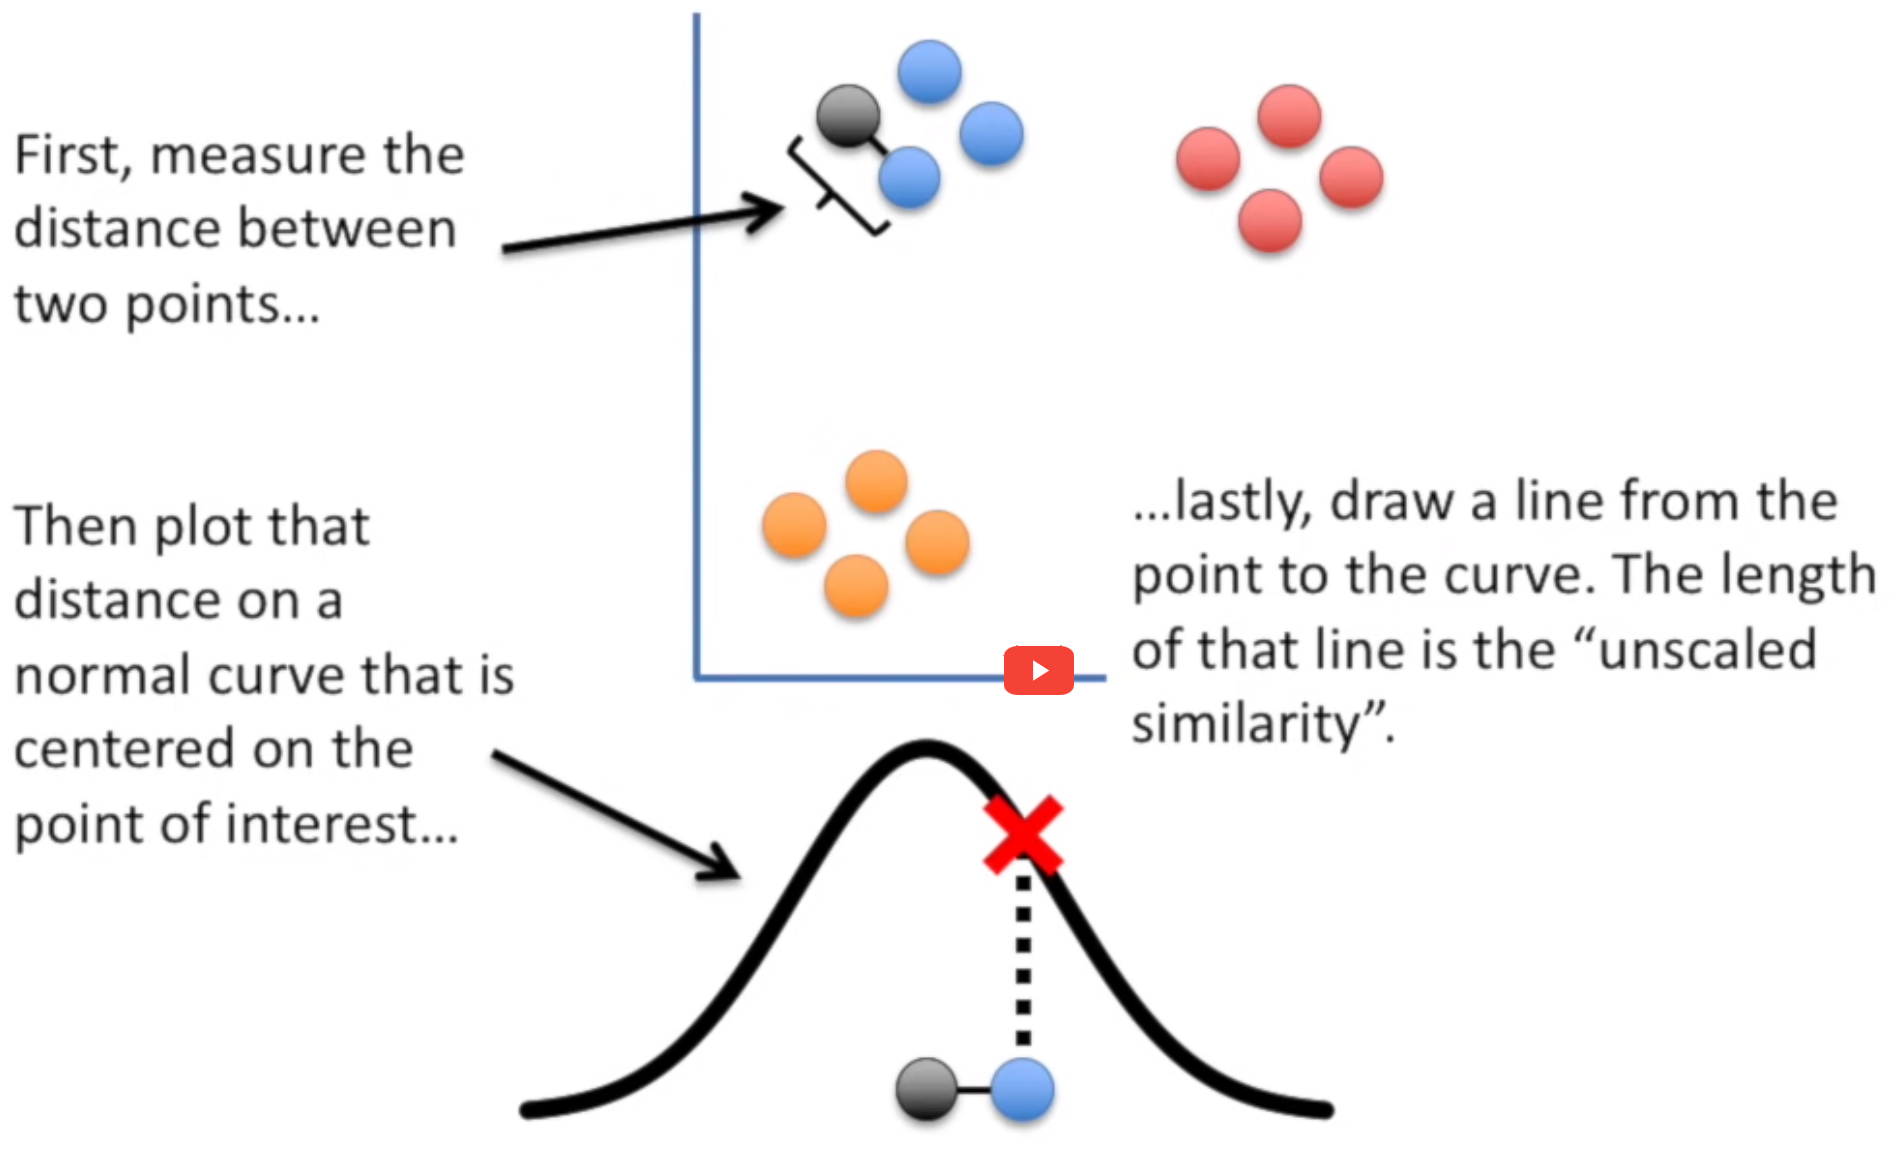 First, measure the
distance between
two points...
Then plot that
distance on a
normal curve that is
centered on the
point of interest...
...lastly, draw a line from the
point to the curve. The length
of that line is the “unscaled
similarity”.